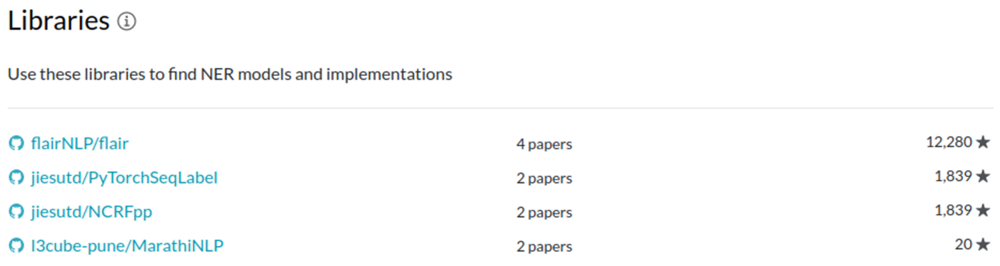 Libraries
Use these libraries to find NER models and implementations
flairNLP/flair 4 papers 12,280 ★
jiesutd/PyTorchSeqLabel 2 papers 1,839 ★
jiesutd/NCRFpp 2 papers 1,839 ★
l3cube-pune/MarathiNLP 2 papers 20 ★